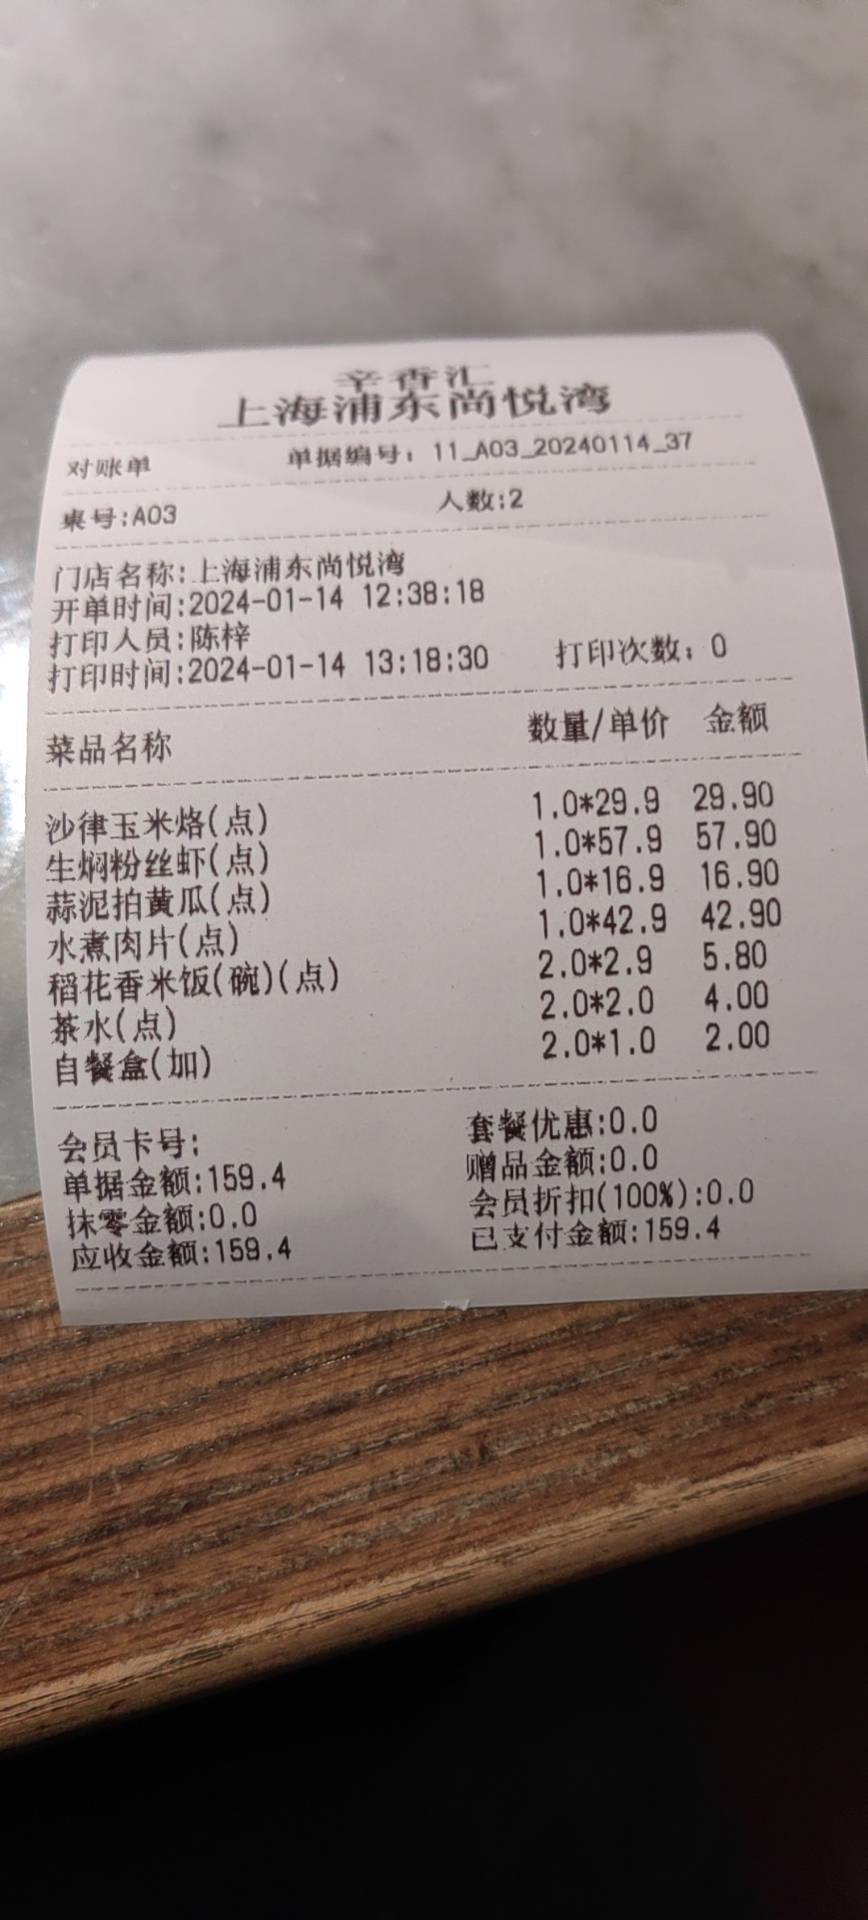 辛香汇
上海浦东尚悦湾
对账单 单据编号: 11_A03_20240114_37
桌号:A03 人数:2
门店名称:上海浦东尚悦湾
开单时间:2024-01-14 12:38:18
打印人员:陈梓
打印时间:2024-01-14 13:18:30 打印次数: 0
菜品名称 数量/单价 金额
沙律玉米烙(点) 1.0*29.9 29.90
生焖粉丝虾(点) 1.0*57.9 57.90
蒜泥拍黄瓜(点) 1.0*16.9 16.90
水煮肉片(点) 1.0*42.9 42.90
稻花香米饭(碗)(点) 2.0*2.9 5.80
茶水(点) 2.0*2.0 4.00
自餐盒(加) 2.0*1.0 2.00
会员卡号: 套餐优惠:0.0
单据金额:159.4 赠品金额:0.0
抹零金额:0.0 会员折扣(100%):0.0
应收金额:159.4 已支付金额:159.4